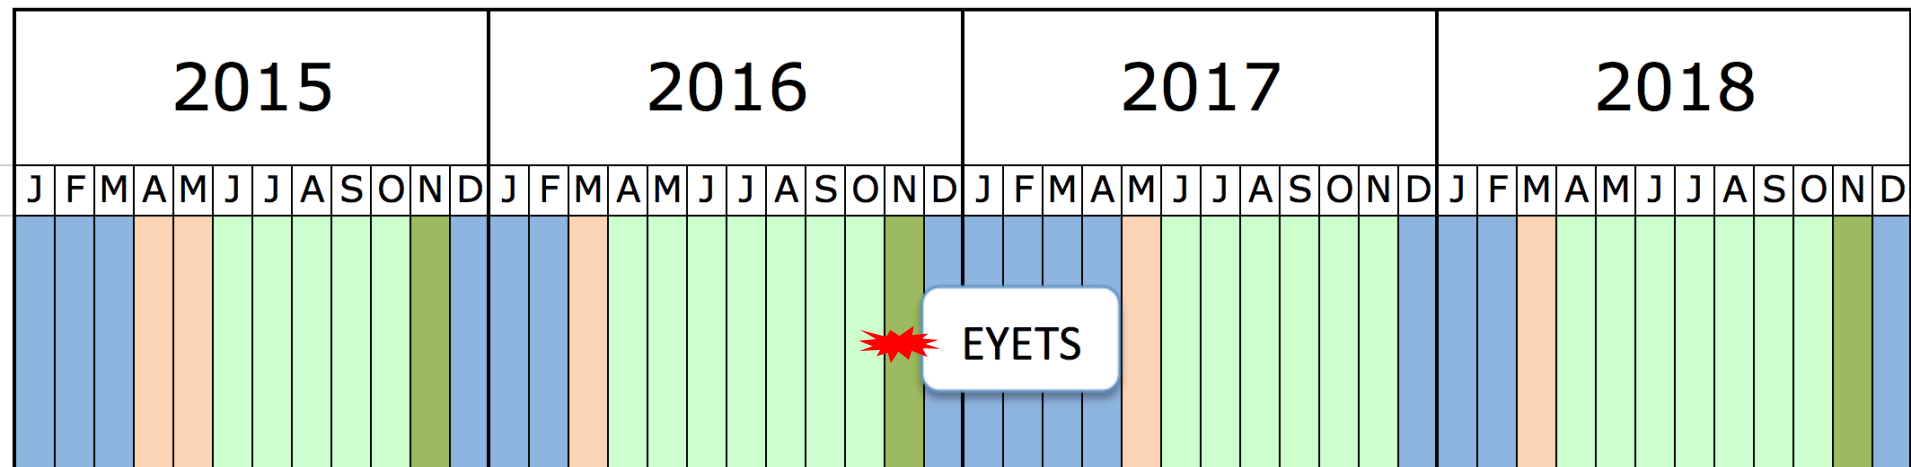 2015 2016 2017 2018
J F M A M J J A S O N D J F M A M J J A S O N D J F M A M J J A S O N D J F M A M J J A S O N D
EYETS